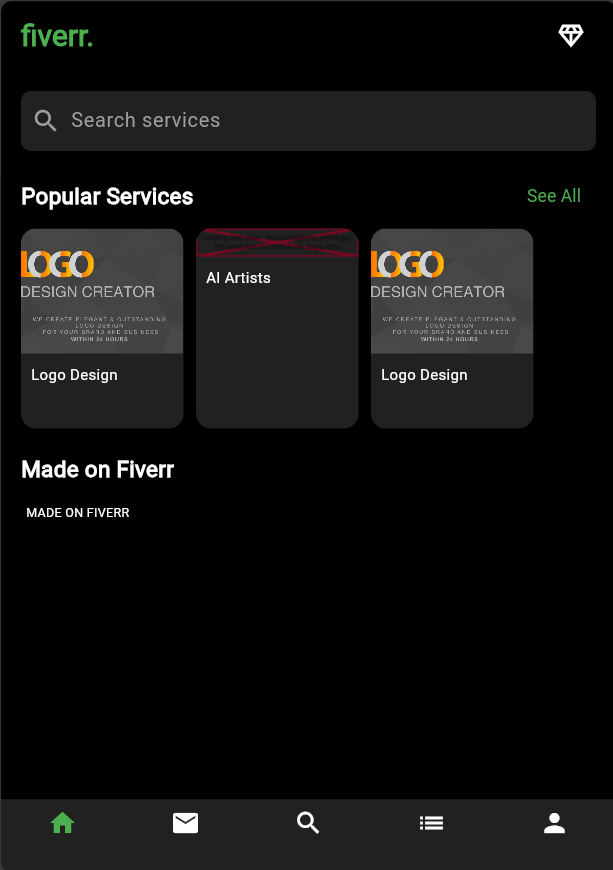 fiverr.
Search services
Popular Services
See All
LOGO
DESIGN CREATOR
WE CREATE ELEGANT & OUTSTANDING
LOGO DESIGN
FOR YOUR BRAND AND BUSINESS
WITHIN 24 HOURS
Logo Design
AI Artists
LOGO
DESIGN CREATOR
WE CREATE ELEGANT & OUTSTANDING
LOGO DESIGN
FOR YOUR BRAND AND BUSINESS
WITHIN 24 HOURS
Logo Design
Made on Fiverr
MADE ON FIVERR